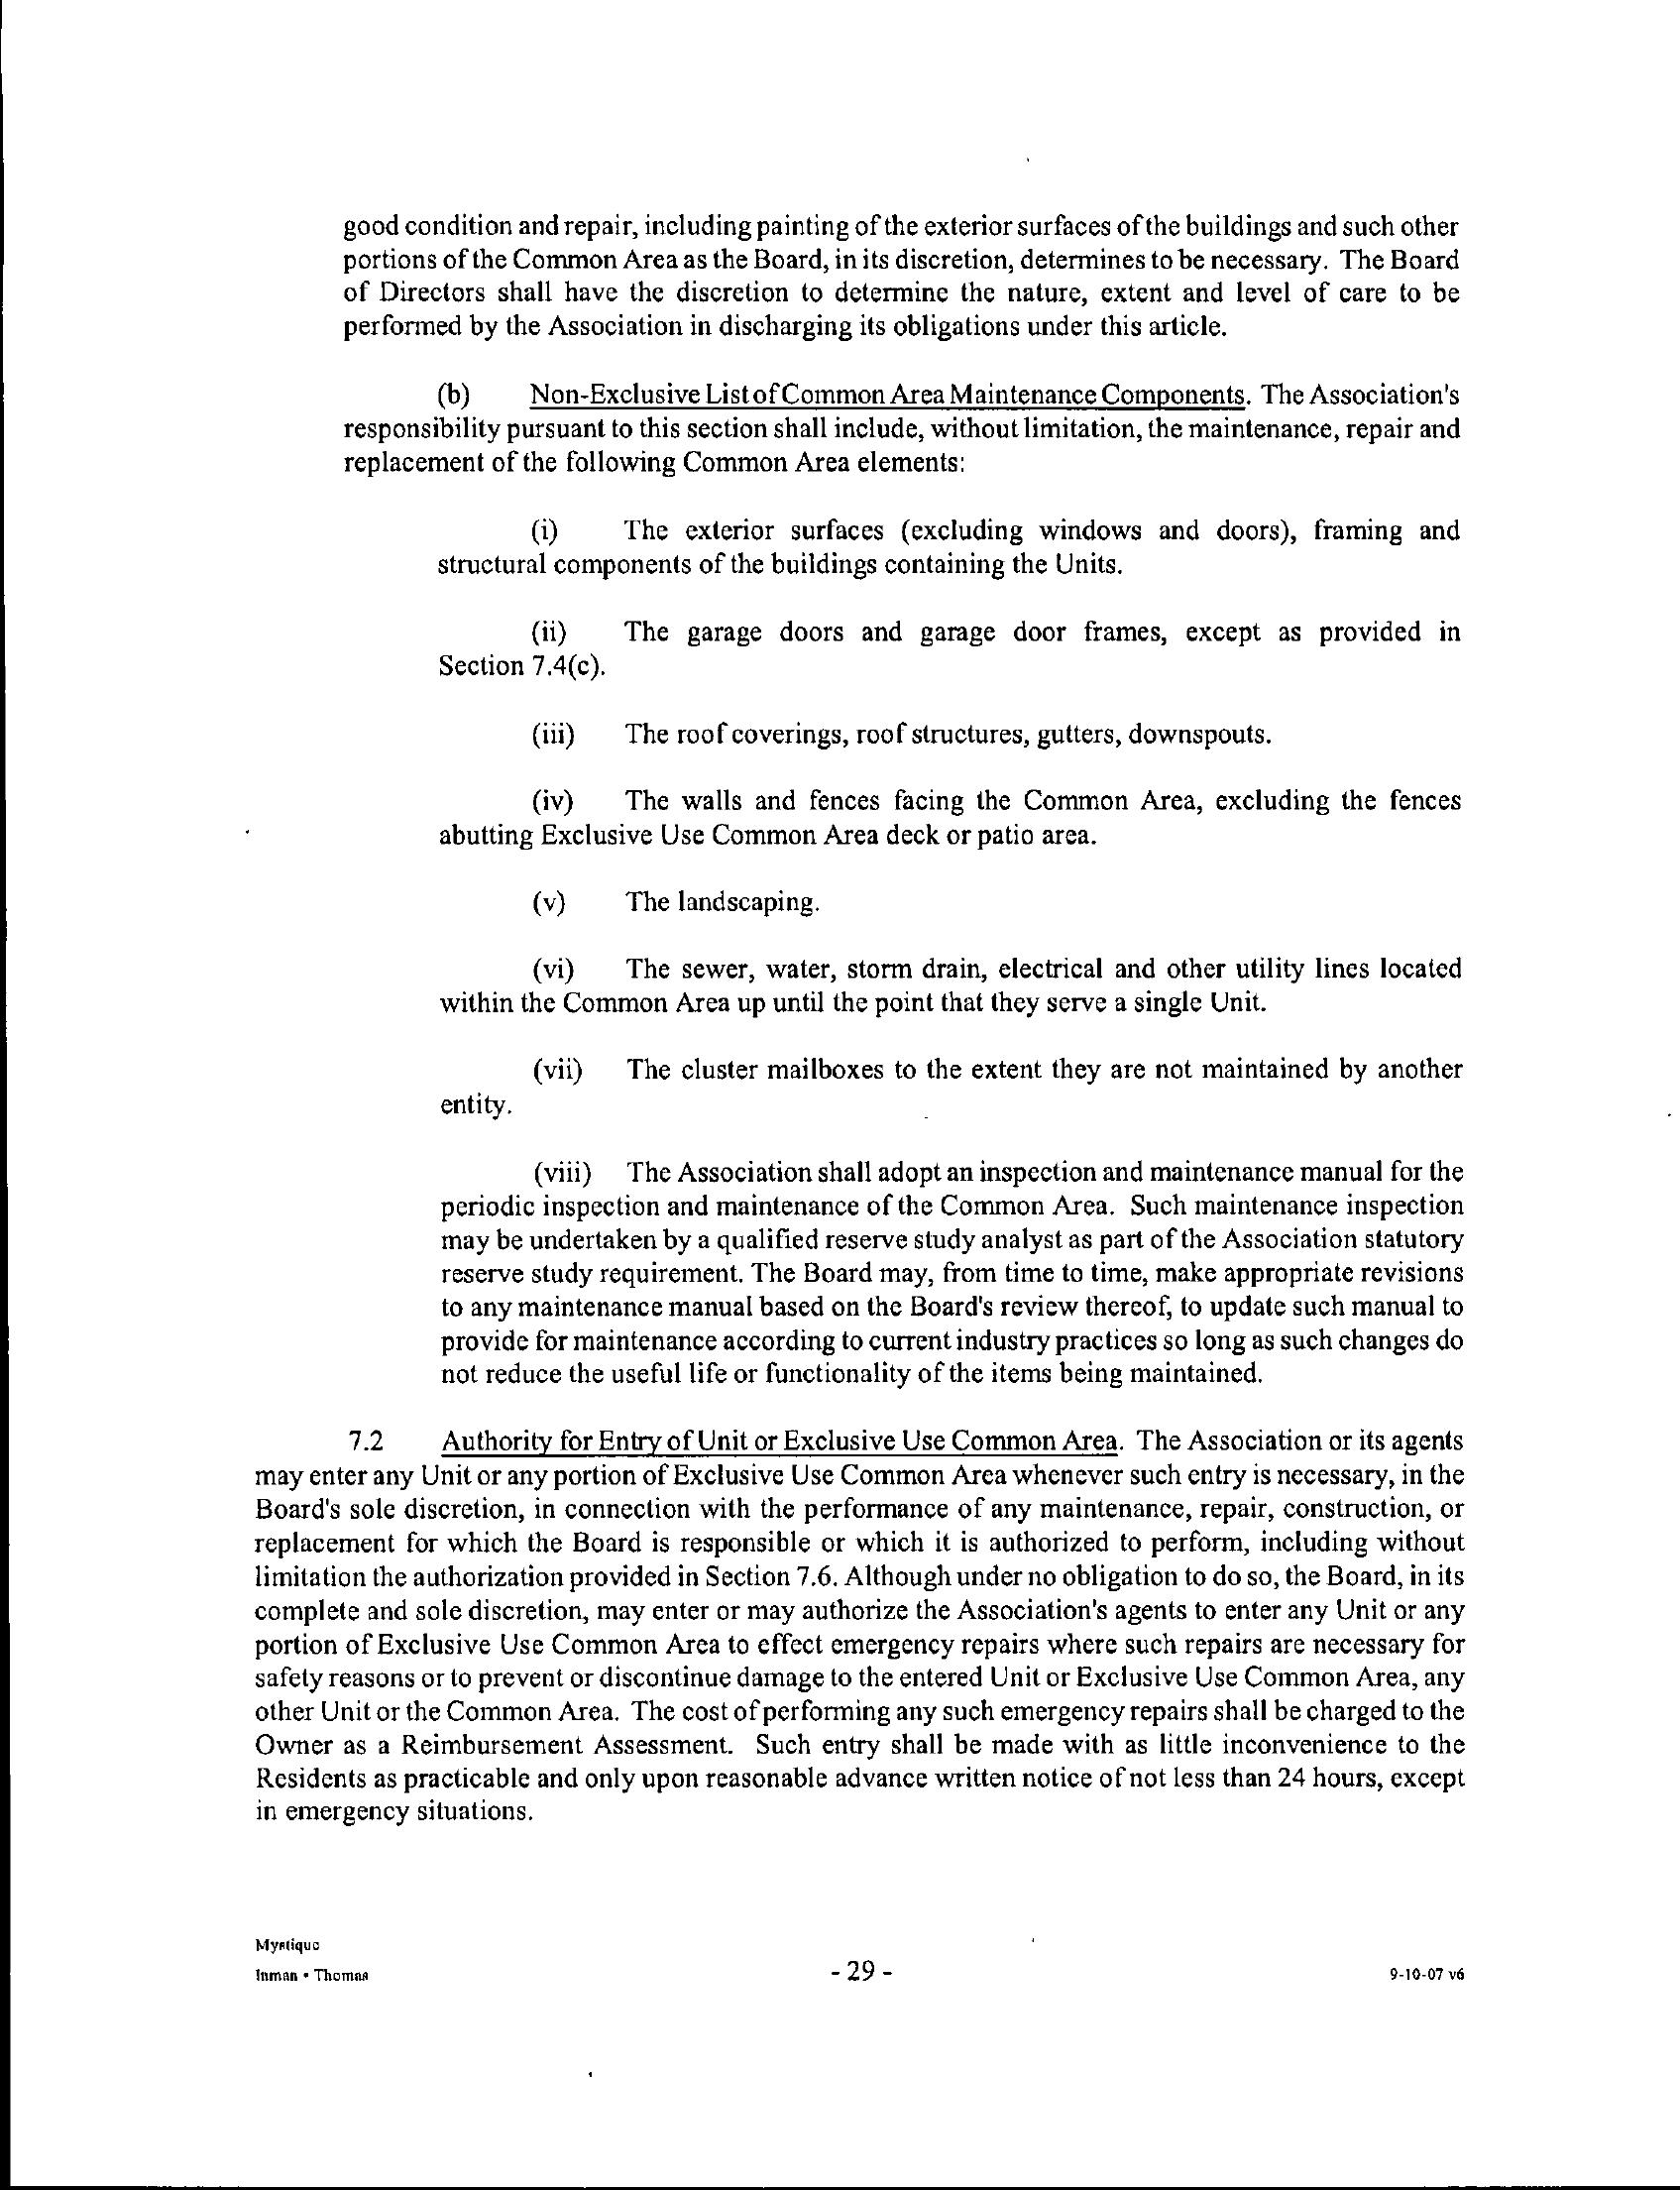 good condition and repair, including painting of the exterior surfaces of the buildings and such other
portions of the Common Area as the Board, in its discretion, determines to be necessary. The Board
of Directors shall have the discretion to determine the nature, extent and level of care to be
performed by the Association in discharging its obligations under this article.
(b) Non-Exclusive List of Common Area Maintenance Components. The Association's
responsibility pursuant to this section shall include, without limitation, the maintenance, repair and
replacement of the following Common Area elements:
(i) The exterior surfaces (excluding windows and doors), framing and
structural components of the buildings containing the Units.
(ii) The garage doors and garage door frames, except as provided in
Section 7.4(c).
(iii) The roof coverings, roof structures, gutters, downspouts.
(iv) The walls and fences facing the Common Area, excluding the fences
abutting Exclusive Use Common Area deck or patio area.
(v) The landscaping.
(vi) The sewer, water, storm drain, electrical and other utility lines located
within the Common Area up until the point that they serve a single Unit.
(vii) The cluster mailboxes to the extent they are not maintained by another
entity.
(viii) The Association shall adopt an inspection and maintenance manual for the
periodic inspection and maintenance of the Common Area. Such maintenance inspection
may be undertaken by a qualified reserve study analyst as part of the Association statutory
reserve study requirement. The Board may, from time to time, make appropriate revisions
to any maintenance manual based on the Board's review thereof, to update such manual to
provide for maintenance according to current industry practices so long as such changes do
not reduce the useful life or functionality of the items being maintained.
7.2 Authority for Entry of Unit or Exclusive Use Common Area. The Association or its agents
may enter any Unit or any portion of Exclusive Use Common Area whenever such entry is necessary, in the
Board's sole discretion, in connection with the performance of any maintenance, repair, construction, or
replacement for which the Board is responsible or which it is authorized to perform, including without
limitation the authorization provided in Section 7.6. Although under no obligation to do so, the Board, in its
complete and sole discretion, may enter or may authorize the Association's agents to enter any Unit or any
portion of Exclusive Use Common Area to effect emergency repairs where such repairs are necessary for
safety reasons or to prevent or discontinue damage to the entered Unit or Exclusive Use Common Area, any
other Unit or the Common Area. The cost of performing any such emergency repairs shall be charged to the
Owner as a Reimbursement Assessment. Such entry shall be made with as little inconvenience to the
Residents as practicable and only upon reasonable advance written notice of not less than 24 hours, except
in emergency situations.
Mystique
Inman • Thomas
- 29 -
9-10-07 v6